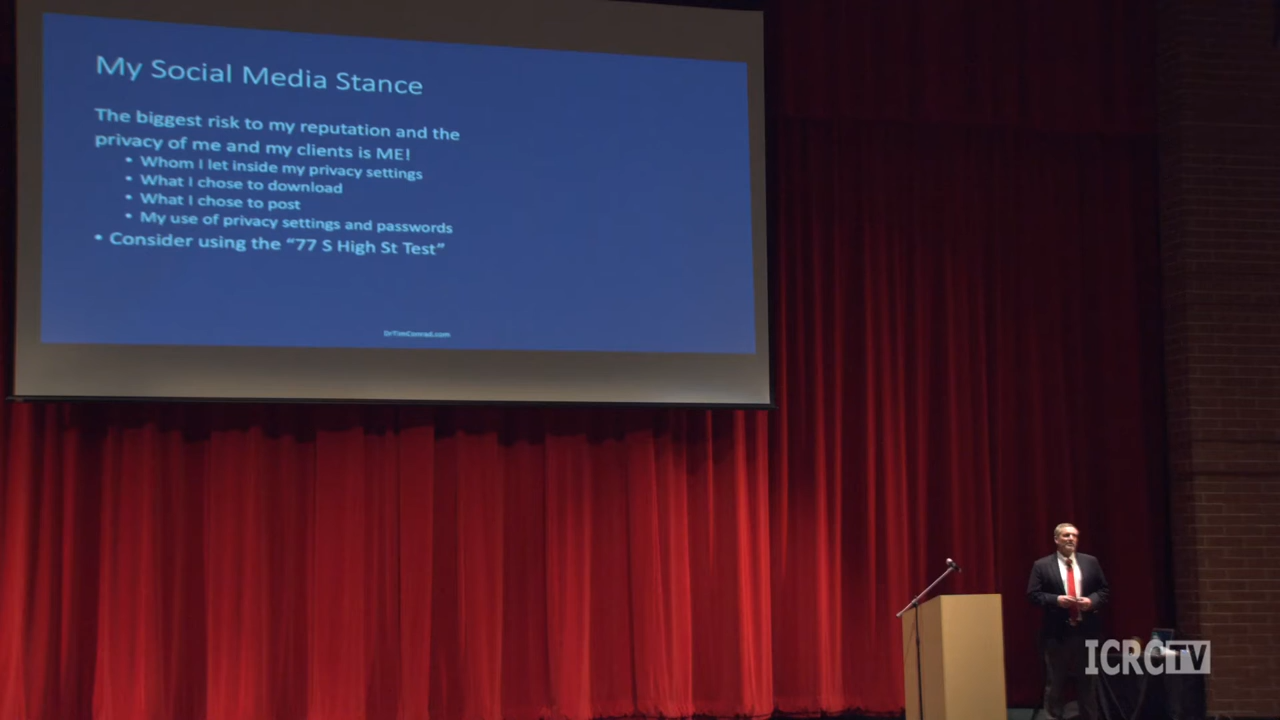 My Social Media Stance
The biggest risk to my reputation and the
privacy of me and my clients is ME!
• Whom I let inside my privacy settings
• What I chose to download
• What I chose to post
• My use of privacy settings and passwords
• Consider using the “77 S High St Test”
DrTimConrad.com
ICRCTV